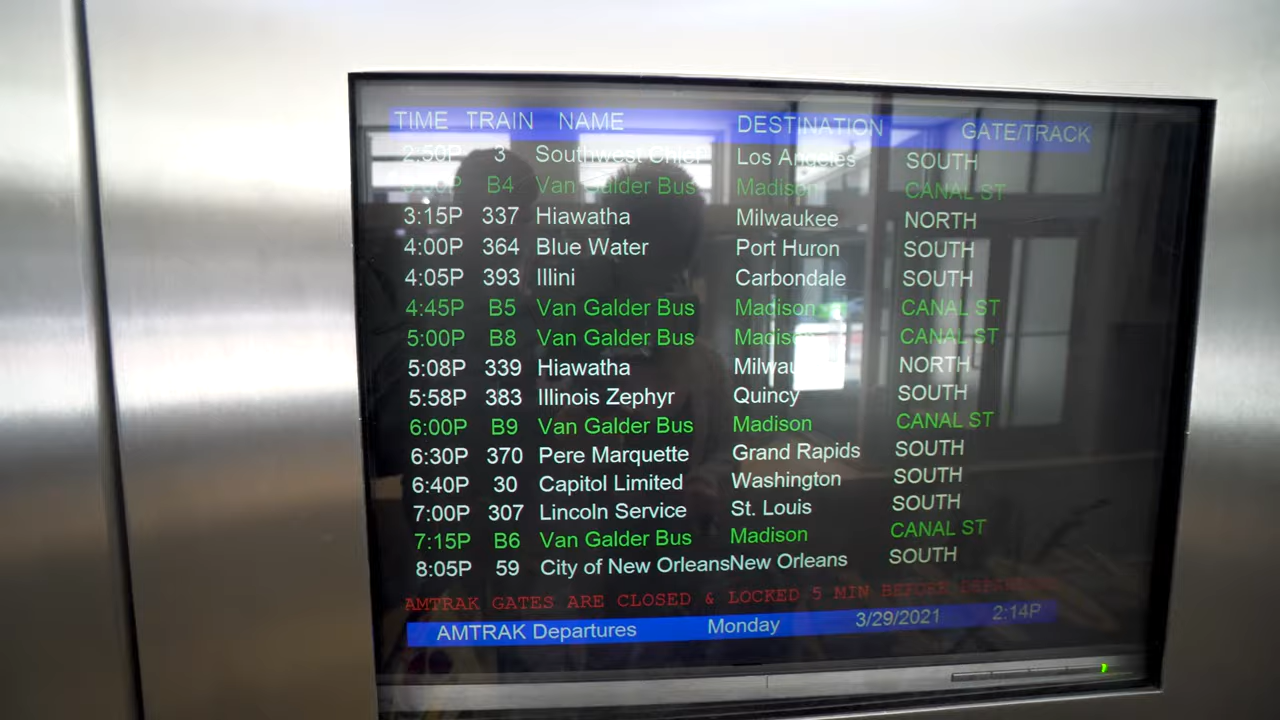 TIME TRAIN NAME DESTINATION GATE/TRACK
2:50P 3 Southwest Chief Los Angeles SOUTH
B4 Van Galder Bus Madison CANAL ST
3:15P 337 Hiawatha Milwaukee NORTH
4:00P 364 Blue Water Port Huron SOUTH
4:05P 393 Illini Carbondale SOUTH
4:45P B5 Van Galder Bus Madison CANAL ST
5:00P B8 Van Galder Bus Madison CANAL ST
5:08P 339 Hiawatha Milwau NORTH
5:58P 383 Illinois Zephyr Quincy SOUTH
6:00P B9 Van Galder Bus Madison CANAL ST
6:30P 370 Pere Marquette Grand Rapids SOUTH
6:40P 30 Capitol Limited Washington SOUTH
7:00P 307 Lincoln Service St. Louis SOUTH
7:15P B6 Van Galder Bus Madison CANAL ST
8:05P 59 City of New OrleansNew Orleans SOUTH
AMTRAK GATES ARE CLOSED & LOCKED 5 MIN BEFORE
AMTRAK Departures Monday 3/29/2021 2:14P